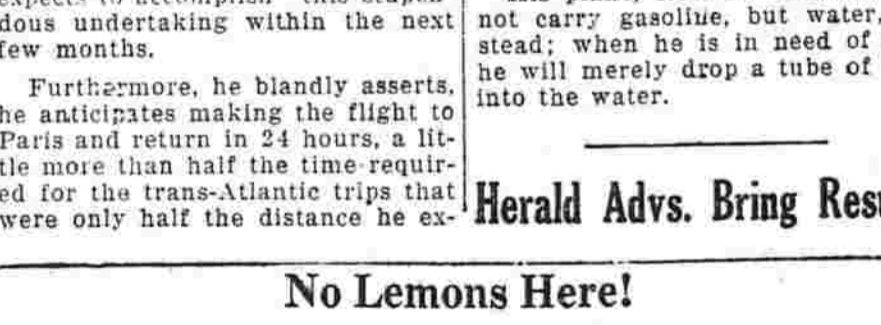 dous undertaking within the next
few months.
Furthermore, he blandly asserts,
he anticipates making the flight to
Paris and return in 24 hours, a lit-
tle more than half the time requir-
ed for the trans-Atlantic trips that
were only half the distance he ex-
not carry gasoline, but water,
stead; when he is in need of
he will merely drop a tube of
into the water.
Herald Advs. Bring
No Lemons Here!